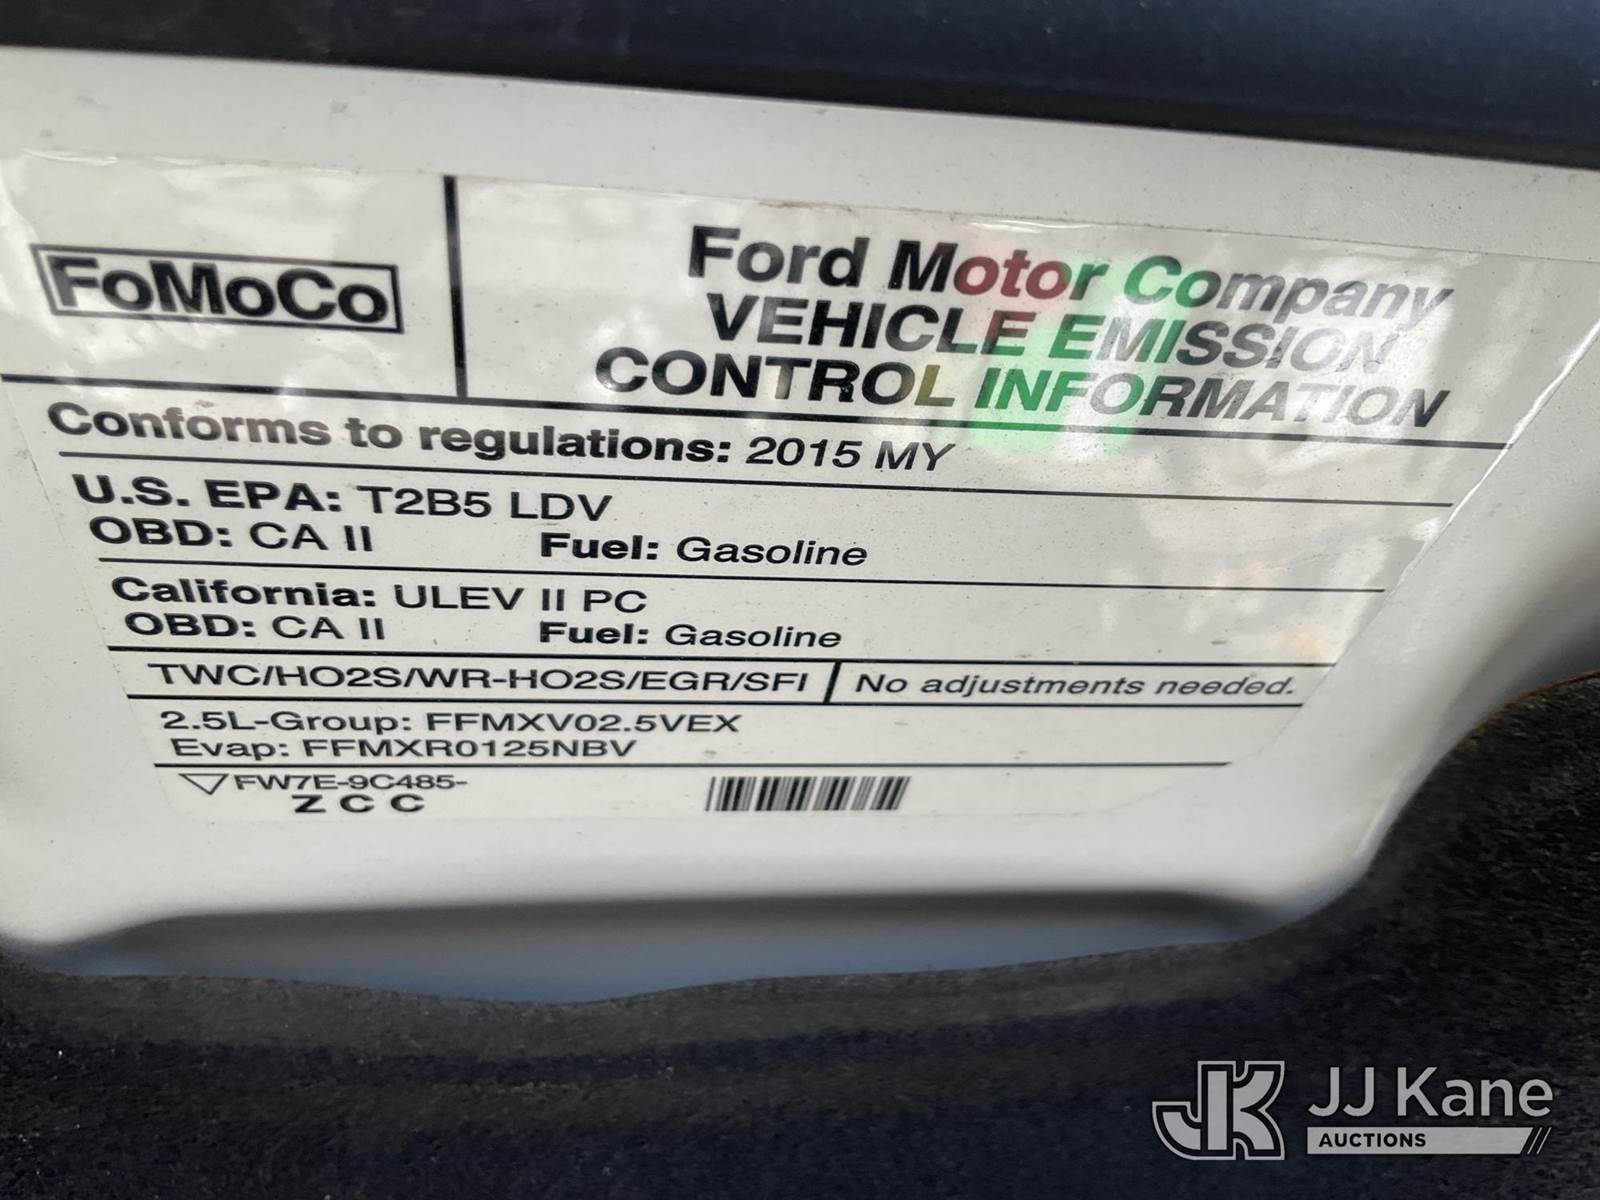 FoMoCo
Ford Motor Company
VEHICLE EMISSION
CONTROL INFORMATION
Conforms to regulations: 2015 MY
U.S. EPA: T2B5 LDV
OBD: CA II Fuel: Gasoline
California: ULEV II PC
OBD: CA II Fuel: Gasoline
TWC/HO2S/WR-HO2S/EGR/SFI No adjustments needed.
2.5L-Group: FFMXV02.5VEX
Evap: FFMXR0125NBV
FW7E-9C485-
Z C C
JK JJ Kane
AUCTIONS